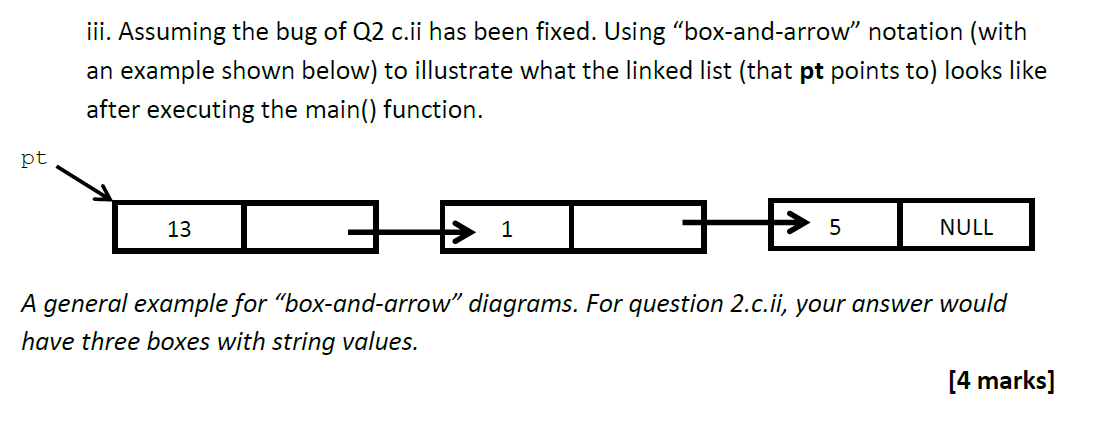 iii. Assuming the bug of Q2 c.ii has been fixed. Using “box-and-arrow” notation (with
an example shown below) to illustrate what the linked list (that pt points to) looks like
after executing the main() function.
pt
13 1 5 NULL
A general example for “box-and-arrow” diagrams. For question 2.c.ii, your answer would
have three boxes with string values.
[4 marks]